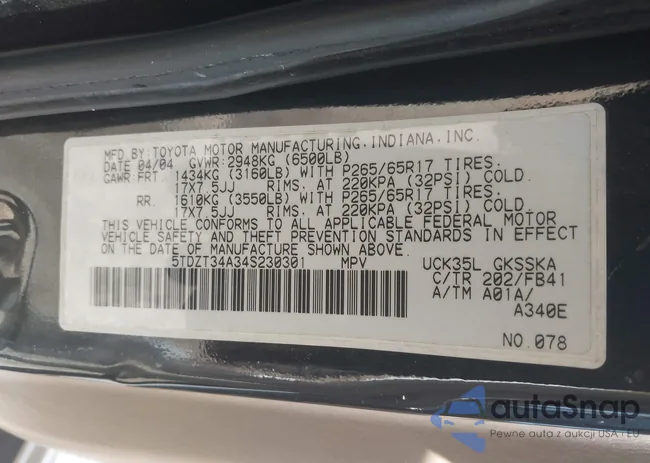 MFD.BY:TOYOTA MOTOR MANUFACTURING,INDIANA,INC.
DATE 04/04 GVWR:2948KG (6500LB)
GAWR:FRT 1434KG (3160LB) WITH P265/65R17 TIRES.
17X7.5JJ RIMS. AT 220KPA (32PSI) COLD.
RR. 1610KG (3550LB) WITH P265/65R17 TIRES.
17X7.5JJ RIMS. AT 220KPA (32PSI) COLD.
THIS VEHICLE CONFORMS TO ALL APPLICABLE FEDERAL MOTOR
VEHICLE SAFETY AND THEFT PREVENTION STANDARDS IN EFFECT
ON THE DATE OF MANUFACTURE SHOWN ABOVE.
5TDZT34A34S230301 MPV UCK35L GKSSKA
C/TR 202/FB41
A/TM A01A/
A340E
NO.078
autaSnap
Pewne auta z aukcji USA i EU